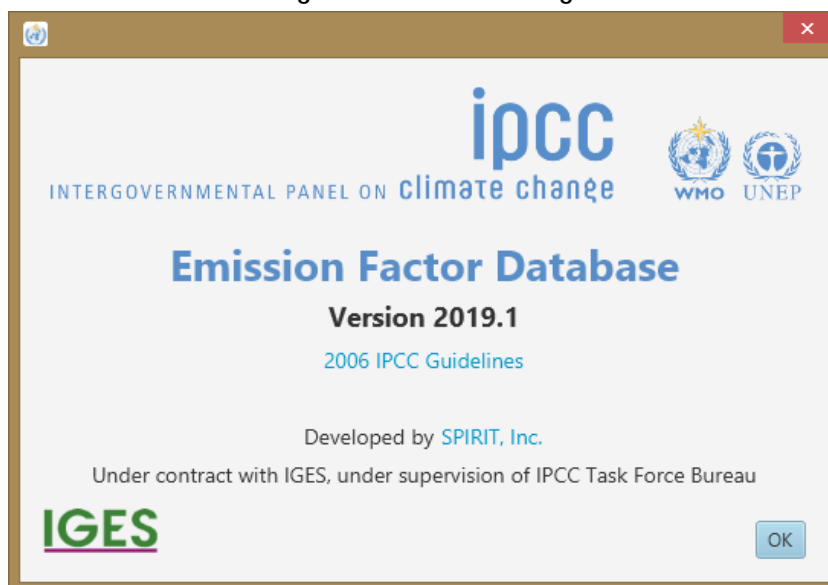 ipcc
INTERGOVERNMENTAL PANEL ON climate change
WMO UNEP
Emission Factor Database
Version 2019.1
2006 IPCC Guidelines
Developed by SPIRIT, Inc.
Under contract with IGES, under supervision of IPCC Task Force Bureau
IGES
OK